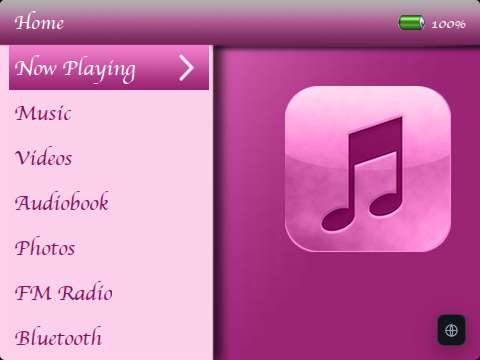 Home
100%
Now Playing
Music
Videos
Audiobook
Photos
FM Radio
Bluetooth